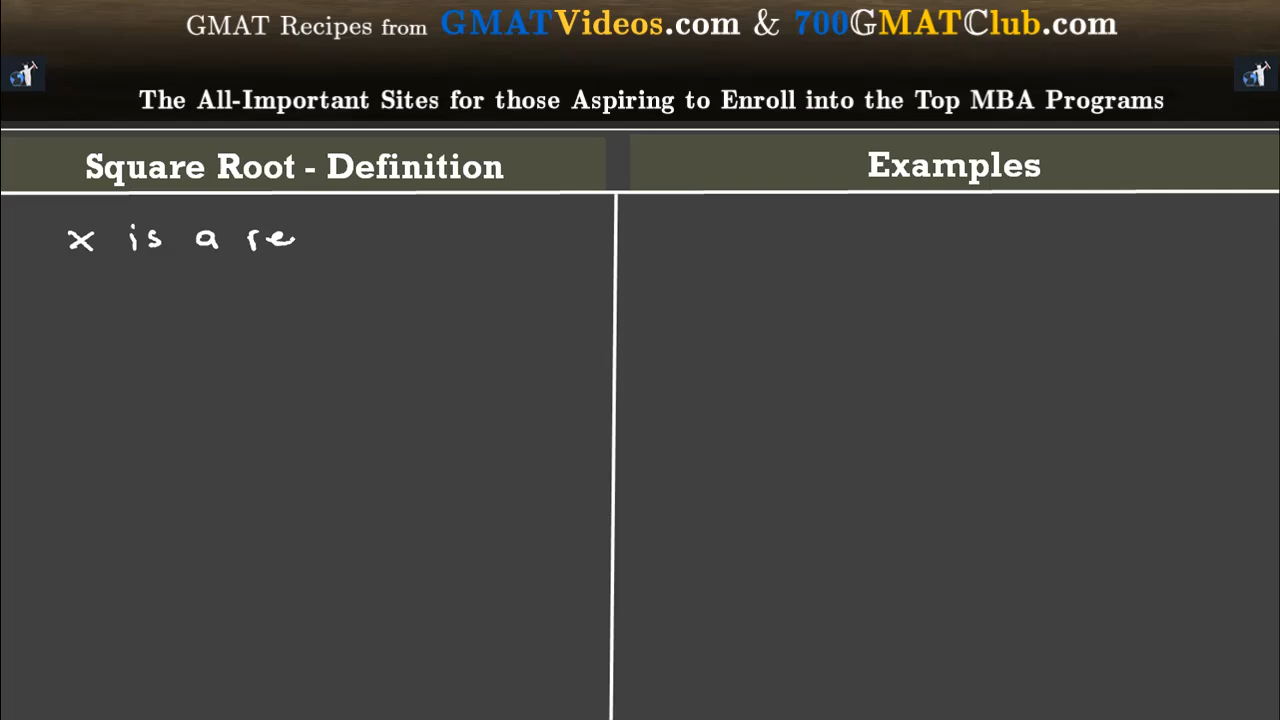 GMAT Recipes from GMATVideos.com & 700GMATClub.com
The All-Important Sites for those Aspiring to Enroll into the Top MBA Programs
Square Root - Definition
Examples
x is a re